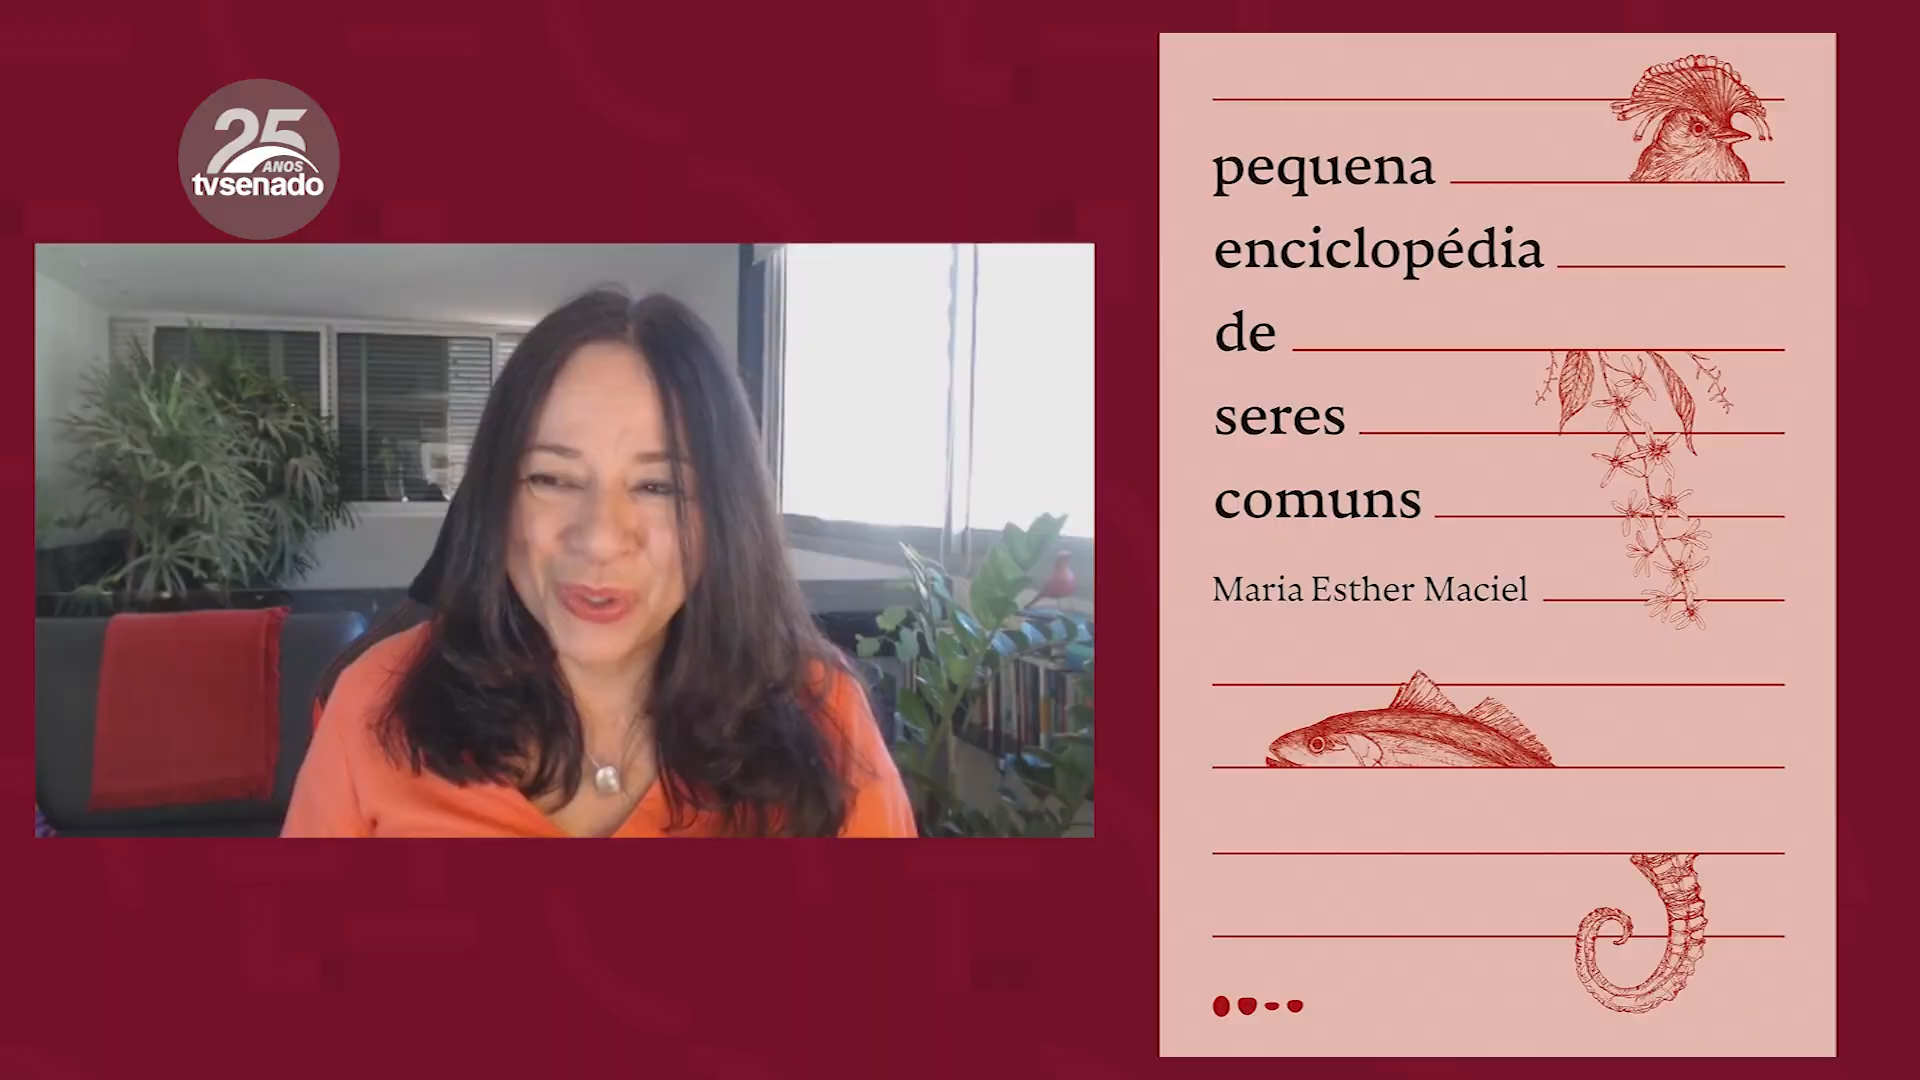 25
ANOS
tvsenado
pequena
enciclopédia
de
seres
comuns
Maria Esther Maciel